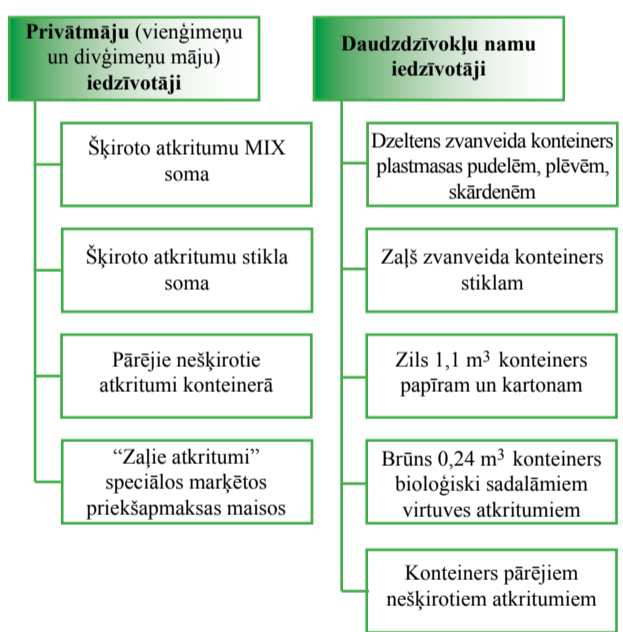 Privātmāju (vienģimeņu
un divģimeņu māju)
iedzīvotāji
Šķiroto atkritumu MIX
soma
Šķiroto atkritumu stikla
soma
Pārējie nešķirotie
atkritumi konteinerā
“Zaļie atkritumi”
speciālos marķētos
priekšapmaksas maisos
Daudzdzīvokļu namu
iedzīvotāji
Dzeltens zvanveida konteiners
plastmasas pudelēm, plēvēm,
skārdenēm
Zaļš zvanveida konteiners
stiklam
Zils 1,1 m³ konteiners
papīram un kartonam
Brūns 0,24 m³ konteiners
bioloģiski sadalāmiem
virtuves atkritumiem
Konteiners pārējiem
nešķirotiem atkritumiem